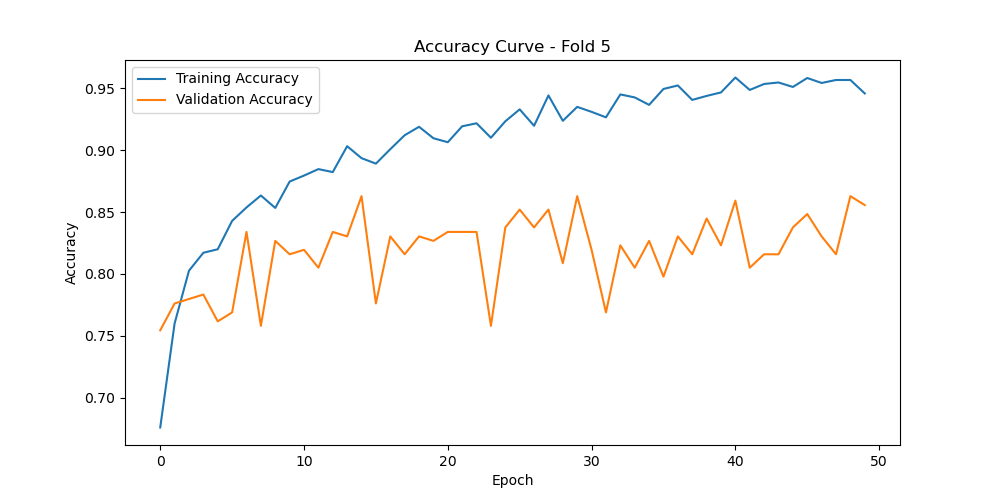 Accuracy Curve - Fold 5
Training Accuracy
Validation Accuracy
Accuracy
0.95
0.90
0.85
0.80
0.75
0.70
0 10 20 30 40 50
Epoch